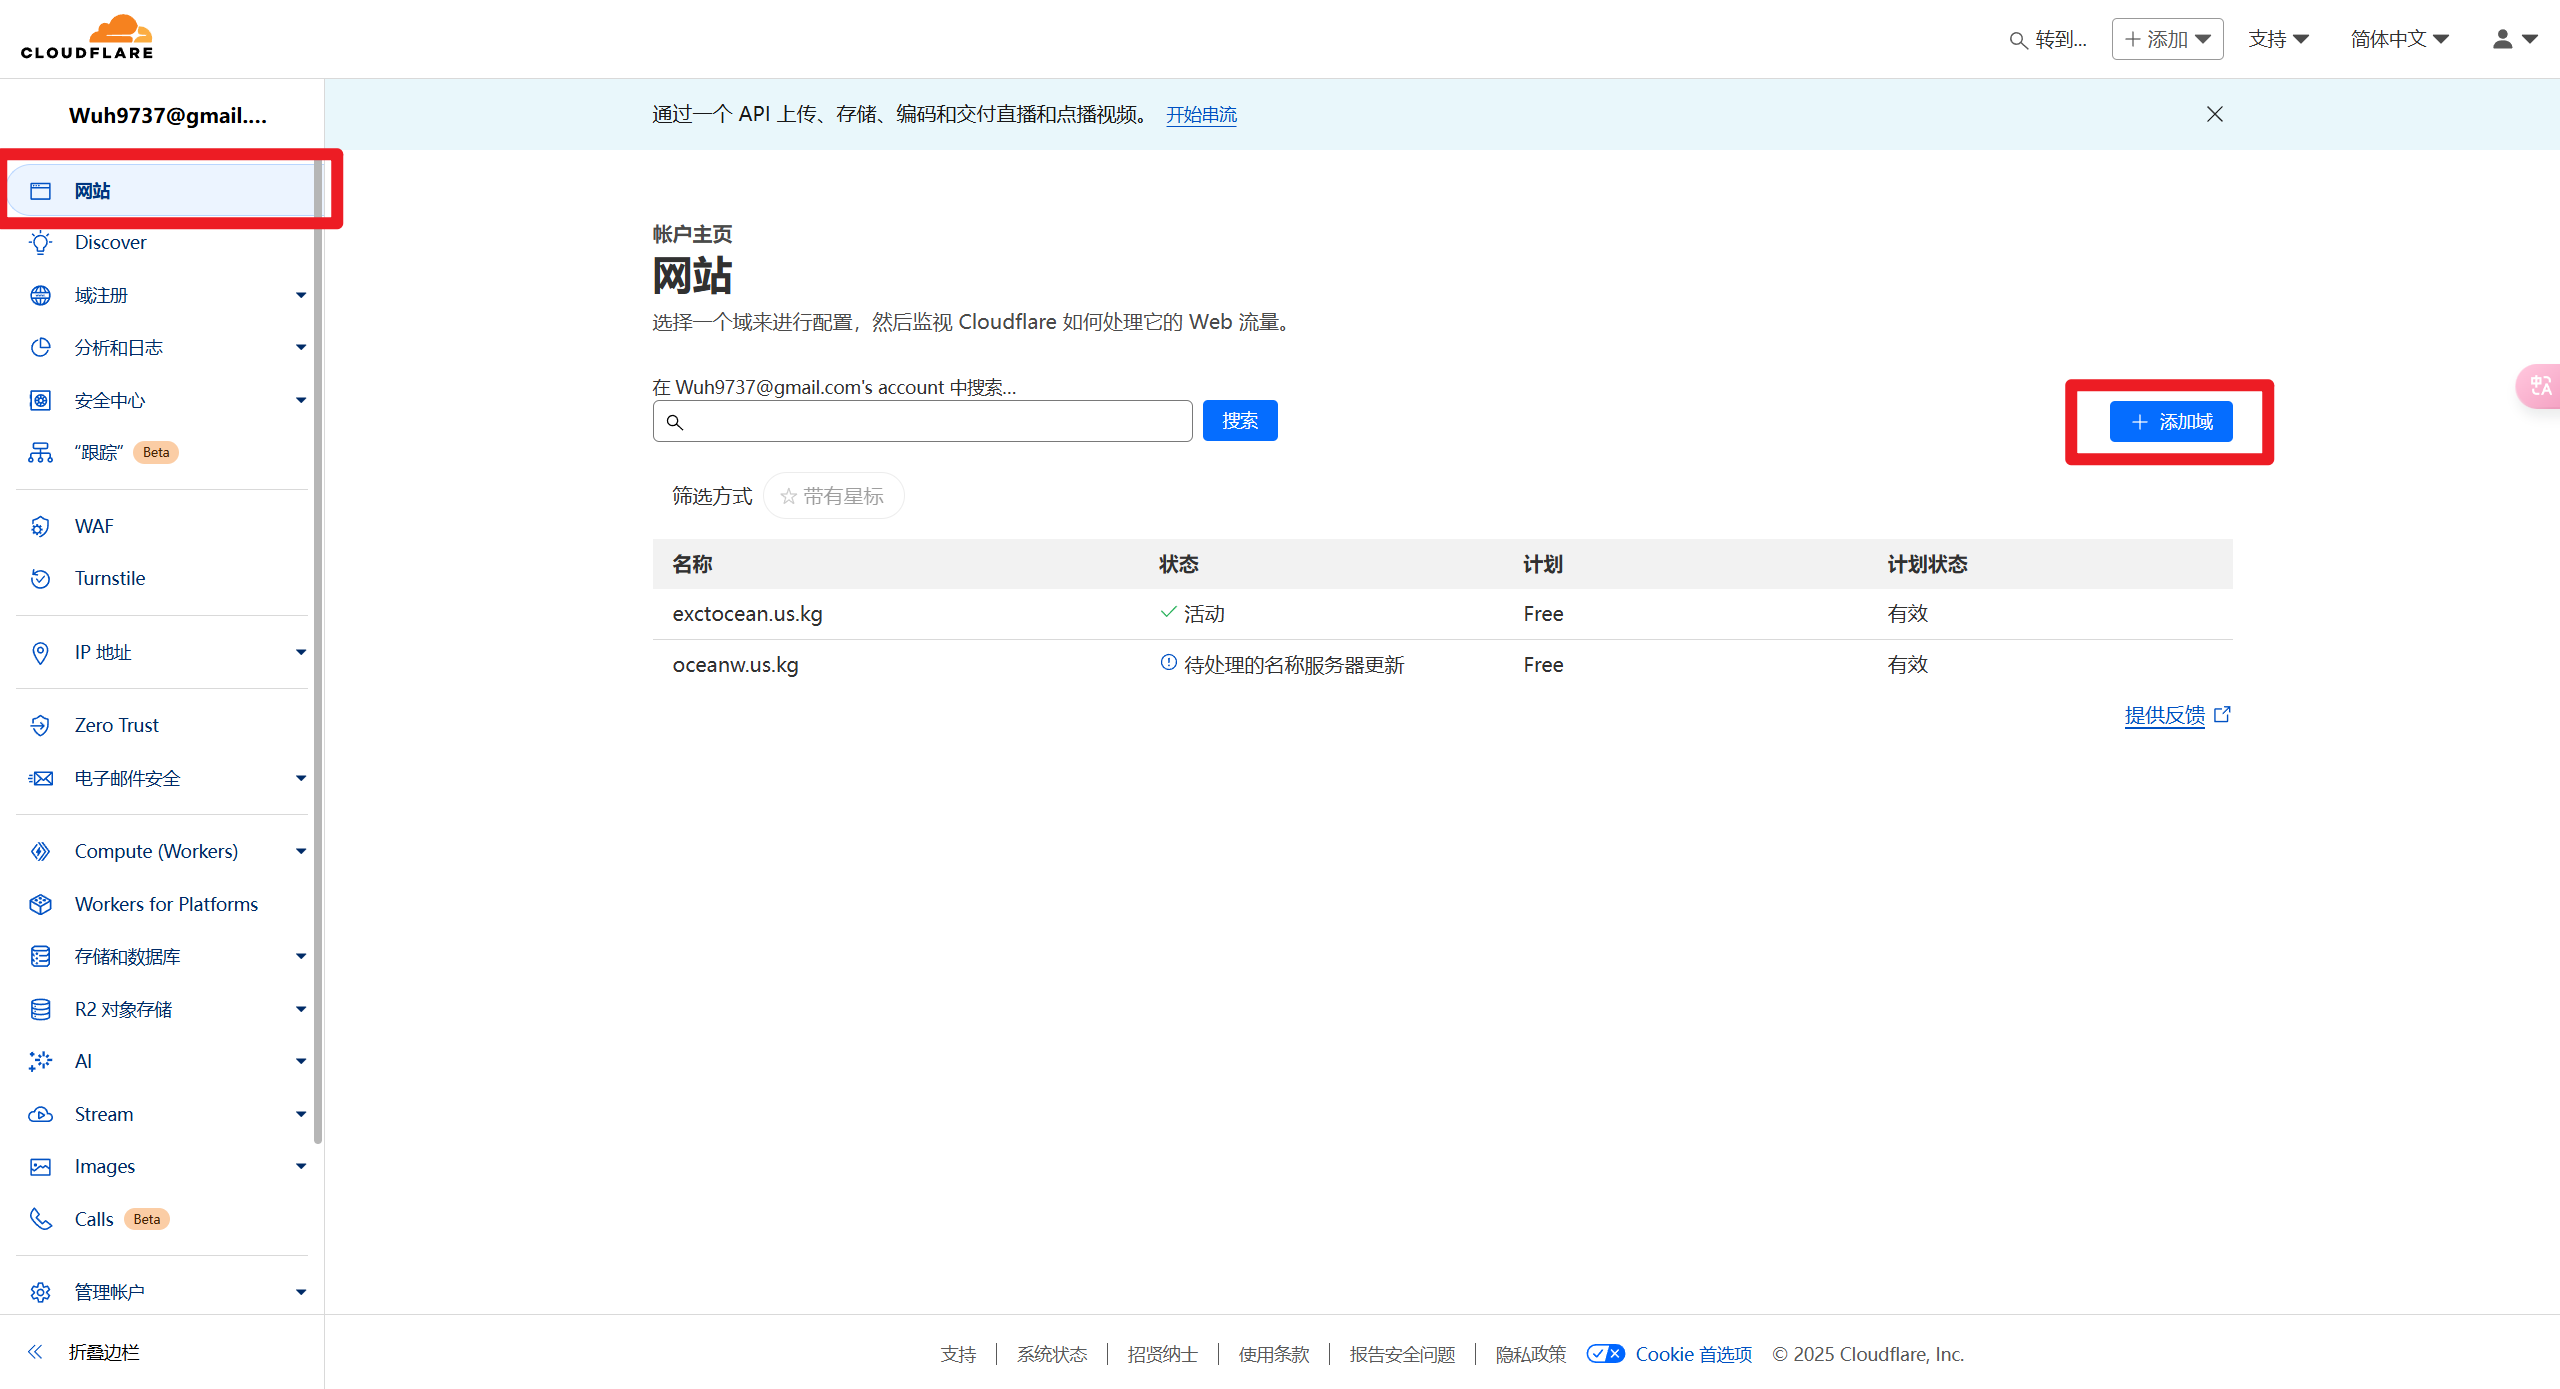 CLOUDFLARE
转到...
添加
支持
简体中文
Wuh9737@gmail....
通过一个 API 上传、存储、编码和交付直播和点播视频。 开始串流
网站
Discover
域注册
分析和日志
安全中心
“跟踪” Beta
WAF
Turnstile
IP 地址
Zero Trust
电子邮件安全
Compute (Workers)
Workers for Platforms
存储和数据库
R2 对象存储
AI
Stream
Images
Calls Beta
管理帐户
折叠边栏
帐户主页
网站
选择一个域来进行配置，然后监视 Cloudflare 如何处理它的 Web 流量。
在 Wuh9737@gmail.com's account 中搜索...
搜索
添加域
筛选方式 带有星标
名称 状态 计划 计划状态
exctocean.us.kg 活动 Free 有效
oceanw.us.kg 待处理的名称服务器更新 Free 有效
提供反馈
中A
支持 系统状态 招贤纳士 使用条款 报告安全问题 隐私政策 Cookie 首选项 © 2025 Cloudflare, Inc.